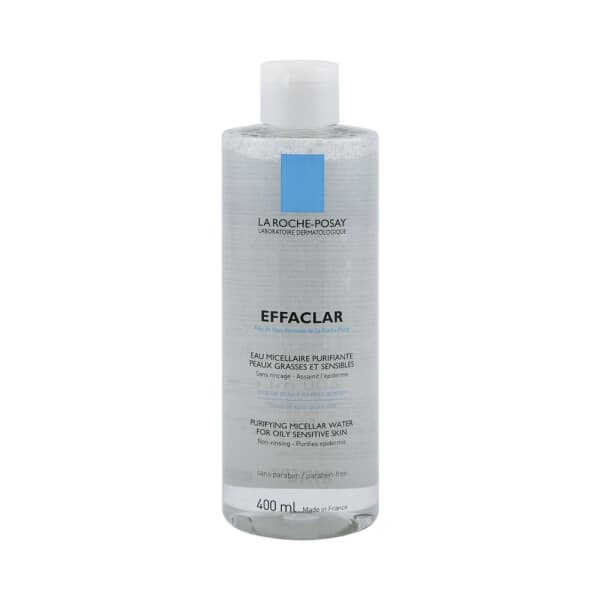 LA ROCHE-POSAY
LABORATOIRE DERMATOLOGIQUE
EFFACLAR
EAU MICELLAIRE PURIFIANTE
PEAUX GRASSES ET SENSIBLES
Sans rinçage - Assainit l'épiderme
PURIFYING MICELLAR WATER
FOR OILY SENSITIVE SKIN
Non-rinsing - Purifies epidermis
sans paraben / paraben-free
400 mL Made in France